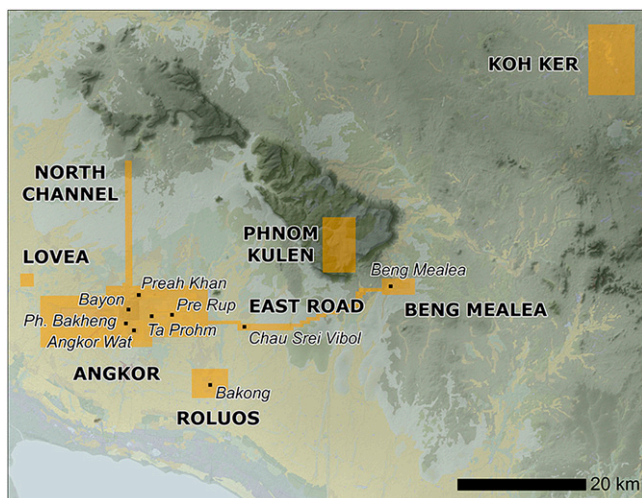 KOH KER
NORTH
CHANNEL
PHNOM
KULEN
LOVEA
Beng Mealea
Preah Khan
Bayon
Pre Rup
EAST ROAD
BENG MEALEA
Ph. Bakheng
Ta Prohm
Chau Srei Vibol
Angkor Wat
ANGKOR
Bakong
ROLUOS
20 km